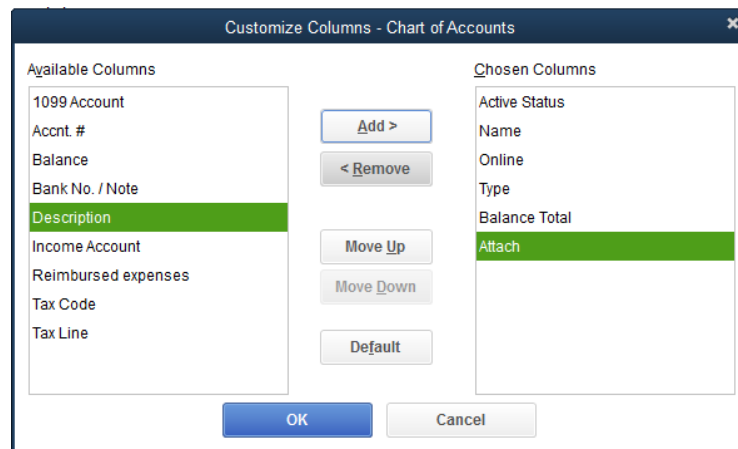 Customize Columns - Chart of Accounts
Available Columns
1099 Account
Accnt. #
Balance
Bank No. / Note
Description
Income Account
Reimbursed expenses
Tax Code
Tax Line
Add >
< Remove
Move Up
Move Down
Default
Chosen Columns
Active Status
Name
Online
Type
Balance Total
Attach
OK
Cancel